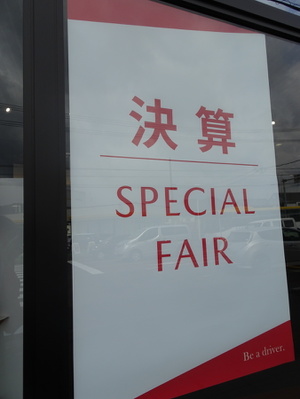 決算
SPECIAL
FAIR
Be a driver.